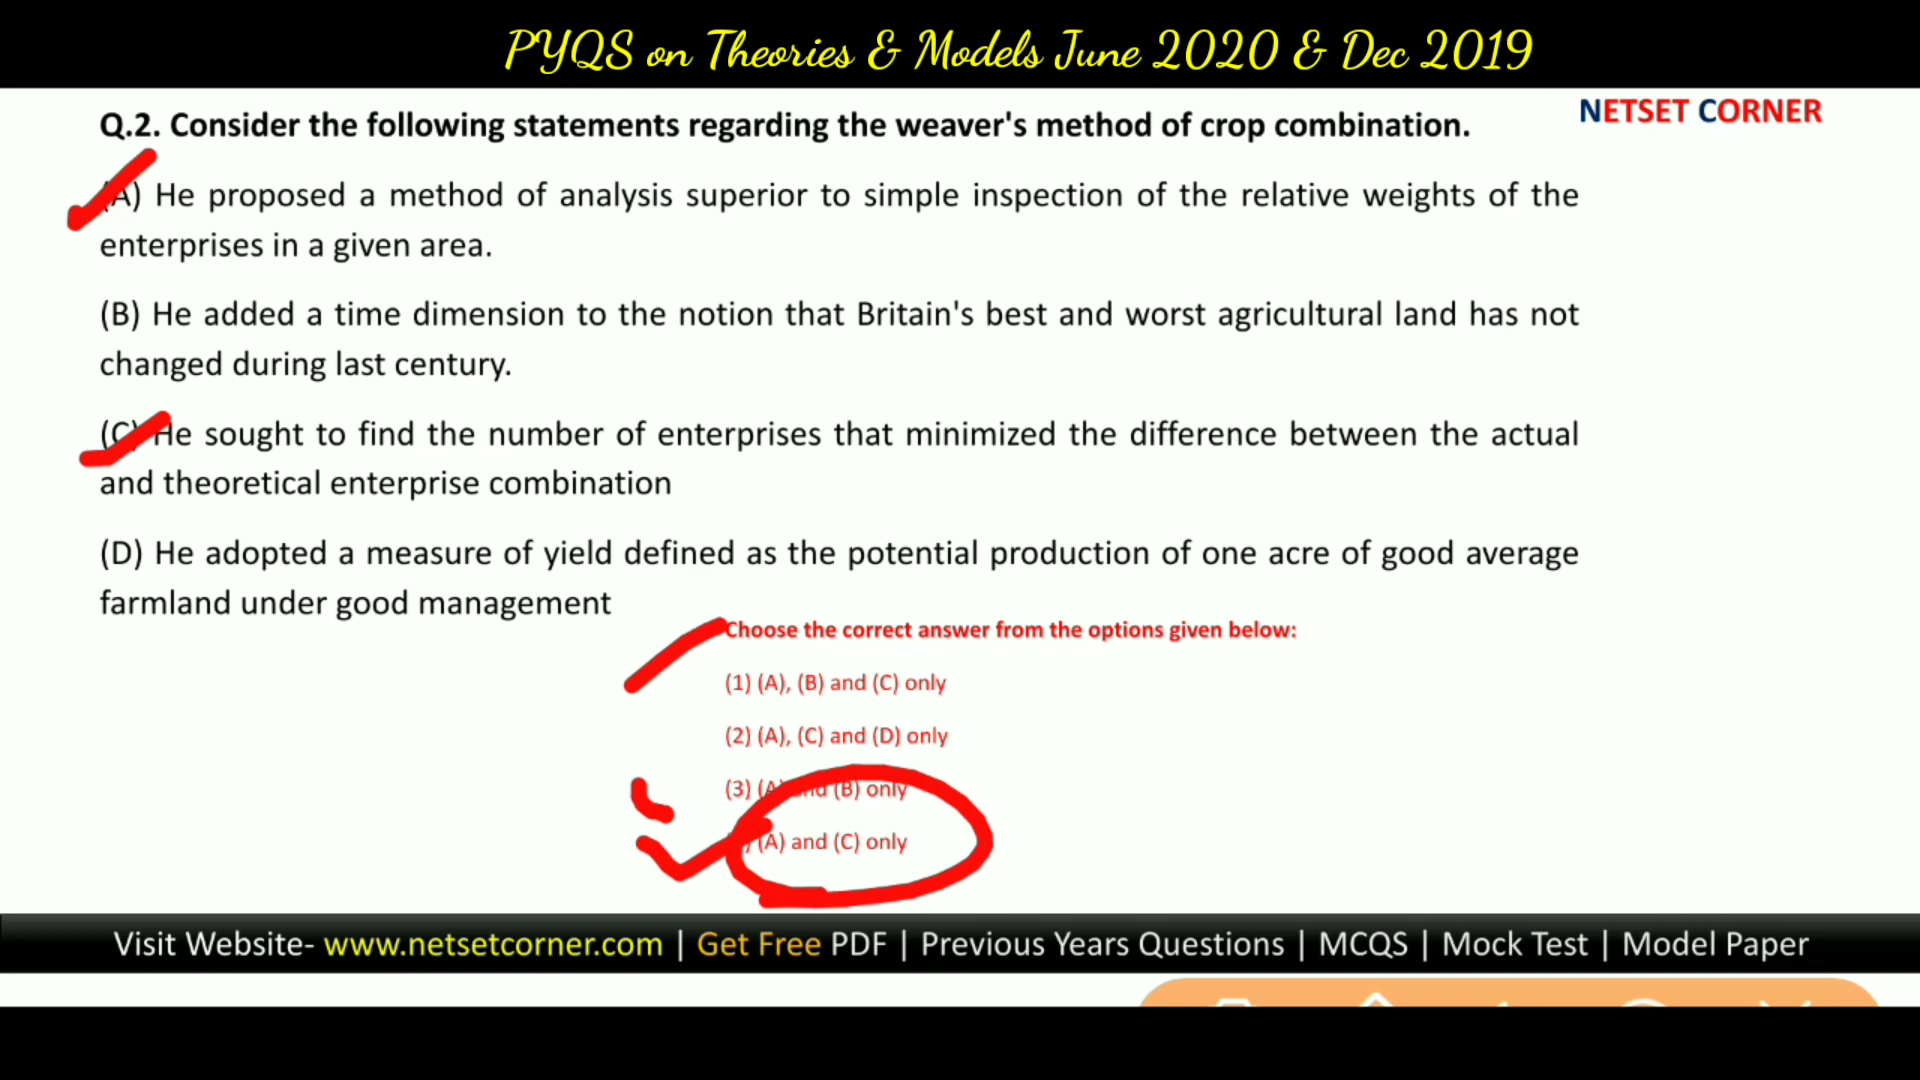 PYQS on Theories & Models June 2020 & Dec 2019
NETSET CORNER
Q.2. Consider the following statements regarding the weaver's method of crop combination.
(A) He proposed a method of analysis superior to simple inspection of the relative weights of the
enterprises in a given area.
(B) He added a time dimension to the notion that Britain's best and worst agricultural land has not
changed during last century.
(C) He sought to find the number of enterprises that minimized the difference between the actual
and theoretical enterprise combination
(D) He adopted a measure of yield defined as the potential production of one acre of good average
farmland under good management
Choose the correct answer from the options given below:
(1) (A), (B) and (C) only
(2) (A), (C) and (D) only
(3) (A) and (B) only
(A) and (C) only
Visit Website- www.netsetcorner.com | Get Free PDF | Previous Years Questions | MCQS | Mock Test | Model Paper